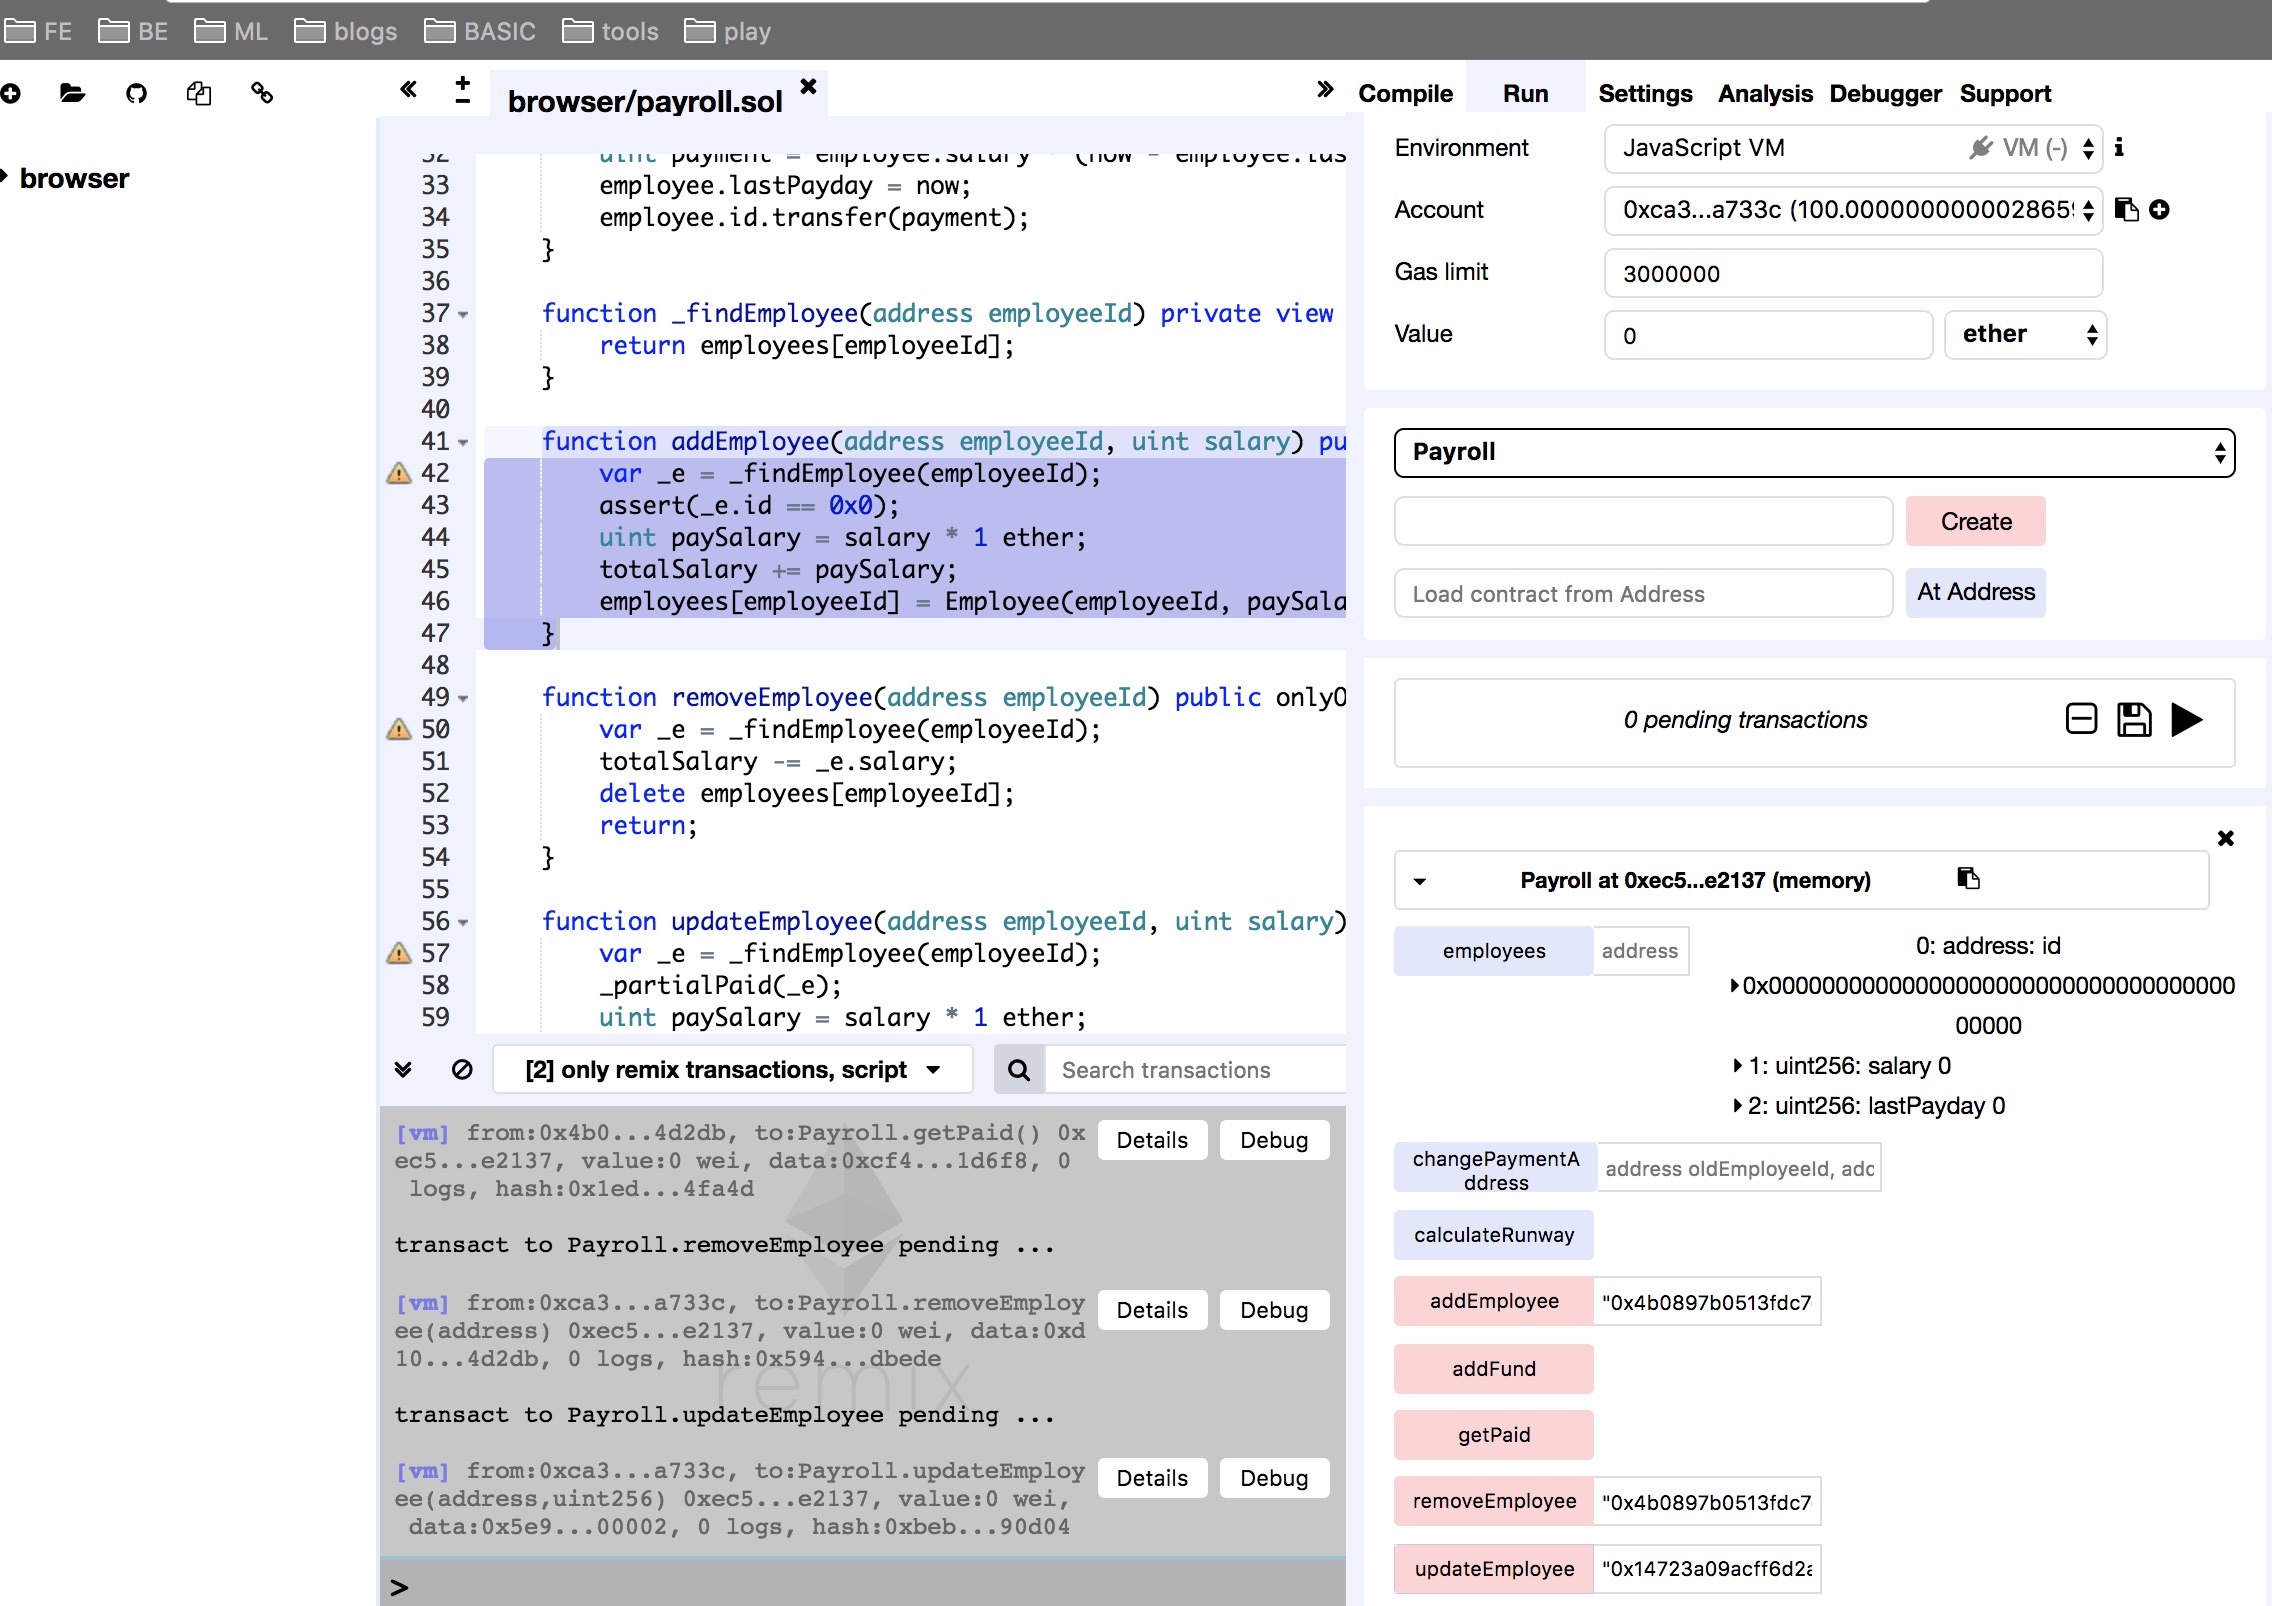 FE BE ML blogs BASIC tools play
browser/payroll.sol
Compile Run Settings Analysis Debugger Support
browser
32 uint payment = employee.salary * (now - employee.las
33 employee.lastPayday = now;
34 employee.id.transfer(payment);
35 }
36
37 function _findEmployee(address employeeId) private view
38 return employees[employeeId];
39 }
40
41 function addEmployee(address employeeId, uint salary) pu
42 var _e = _findEmployee(employeeId);
43 assert(_e.id == 0x0);
44 uint paySalary = salary * 1 ether;
45 totalSalary += paySalary;
46 employees[employeeId] = Employee(employeeId, paySala
47 }
48
49 function removeEmployee(address employeeId) public onlyO
50 var _e = _findEmployee(employeeId);
51 totalSalary -= _e.salary;
52 delete employees[employeeId];
53 return;
54 }
55
56 function updateEmployee(address employeeId, uint salary)
57 var _e = _findEmployee(employeeId);
58 _partialPaid(_e);
59 uint paySalary = salary * 1 ether;
[2] only remix transactions, script
Search transactions
[vm] from:0x4b0...4d2db, to:Payroll.getPaid() 0x
ec5...e2137, value:0 wei, data:0xcf4...1d6f8, 0
logs, hash:0x1ed...4fa4d
Details Debug
transact to Payroll.removeEmployee pending ...
[vm] from:0xca3...a733c, to:Payroll.removeEmploy
ee(address) 0xec5...e2137, value:0 wei, data:0xd
10...4d2db, 0 logs, hash:0x594...dbede
Details Debug
remix
transact to Payroll.updateEmployee pending ...
[vm] from:0xca3...a733c, to:Payroll.updateEmploy
ee(address,uint256) 0xec5...e2137, value:0 wei,
data:0x5e9...00002, 0 logs, hash:0xbeb...90d04
Details Debug
>
Environment JavaScript VM VM (-)
Account 0xca3...a733c (100.000000000002865
Gas limit 3000000
Value 0 ether
Payroll
Create
Load contract from Address At Address
0 pending transactions
Payroll at 0xec5...e2137 (memory)
employees address
0: address: id
0x00000000000000000000000000000000000
00000
1: uint256: salary 0
2: uint256: lastPayday 0
changePaymentA
ddress
address oldEmployeeId, adc
calculateRunway
addEmployee "0x4b0897b0513fdc7
addFund
getPaid
removeEmployee "0x4b0897b0513fdc7
updateEmployee "0x14723a09acff6d2a